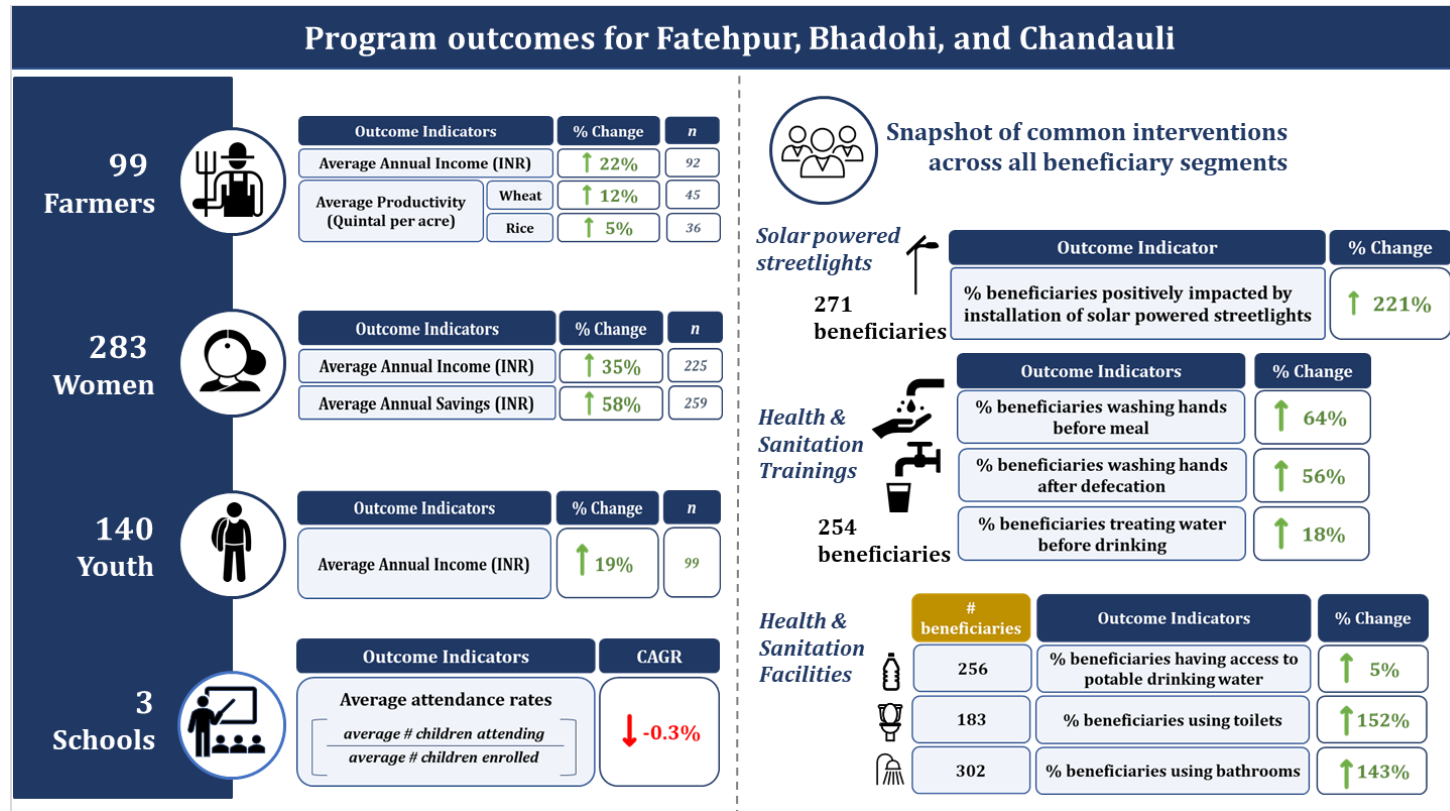 Program outcomes for Fatehpur, Bhadohi, and Chandauli
99
Farmers
Outcome Indicators % Change n
Average Annual Income (INR) ↑ 22% 92
Average Productivity
(Quintal per acre)
Wheat ↑ 12% 45
Rice ↑ 5% 36
283
Women
Outcome Indicators % Change n
Average Annual Income (INR) ↑ 35% 225
Average Annual Savings (INR) ↑ 58% 259
140
Youth
Outcome Indicators % Change n
Average Annual Income (INR) ↑ 19% 99
3
Schools
Outcome Indicators CAGR
Average attendance rates
average # children attending
average # children enrolled
↓ -0.3%
Snapshot of common interventions
across all beneficiary segments
Solar powered
streetlights
271
beneficiaries
Outcome Indicator % Change
% beneficiaries positively impacted by
installation of solar powered streetlights
↑ 221%
Health &
Sanitation
Trainings
254
beneficiaries
Outcome Indicators % Change
% beneficiaries washing hands
before meal
↑ 64%
% beneficiaries washing hands
after defecation
↑ 56%
% beneficiaries treating water
before drinking
↑ 18%
Health &
Sanitation
Facilities
#
beneficiaries
Outcome Indicators % Change
256
% beneficiaries having access to
potable drinking water
↑ 5%
183 % beneficiaries using toilets ↑ 152%
302 % beneficiaries using bathrooms ↑ 143%